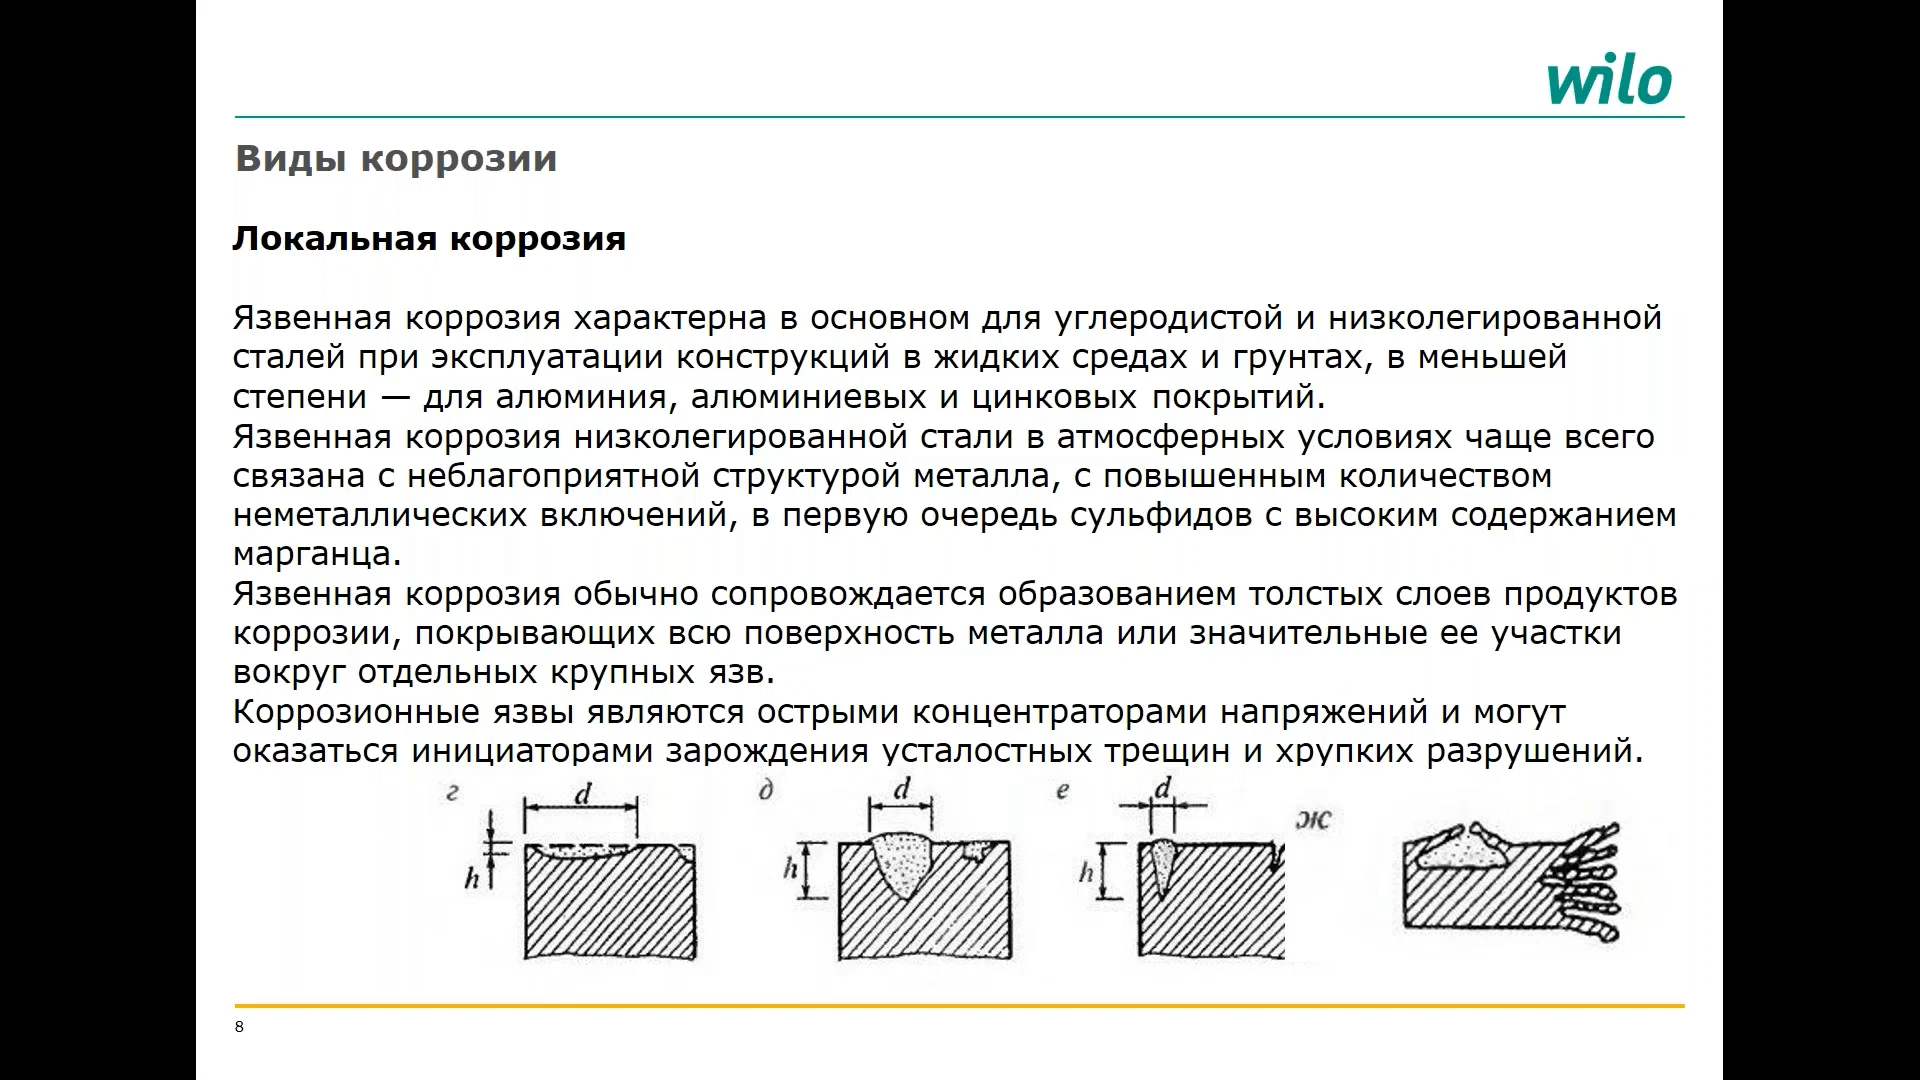 wilo
Виды коррозии
Локальная коррозия
Язвенная коррозия характерна в основном для углеродистой и низколегированной
сталей при эксплуатации конструкций в жидких средах и грунтах, в меньшей
степени — для алюминия, алюминиевых и цинковых покрытий.
Язвенная коррозия низколегированной стали в атмосферных условиях чаще всего
связана с неблагоприятной структурой металла, с повышенным количеством
неметаллических включений, в первую очередь сульфидов с высоким содержанием
марганца.
Язвенная коррозия обычно сопровождается образованием толстых слоев продуктов
коррозии, покрывающих всю поверхность металла или значительные ее участки
вокруг отдельных крупных язв.
Коррозионные язвы являются острыми концентраторами напряжений и могут
оказаться инициаторами зарождения усталостных трещин и хрупких разрушений.
г d д d е d ж
h h h
8